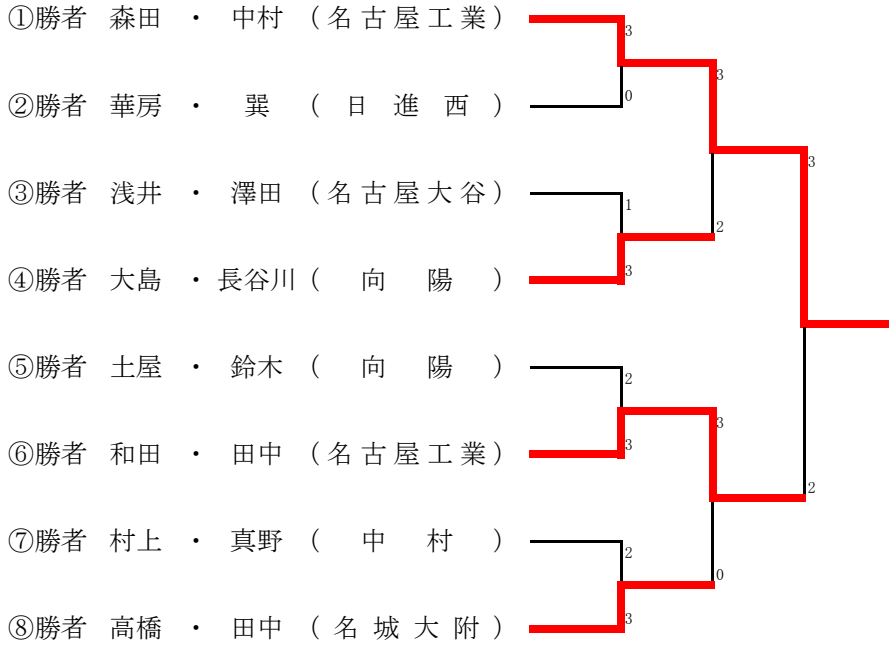 ①勝者 森田 ・ 中村 (名古屋工業)
3
3
②勝者 華房 ・ 巽 (日進西)
0
3
③勝者 浅井 ・ 澤田 (名古屋大谷)
1
2
④勝者 大島 ・ 長谷川 (向陽)
3
⑤勝者 土屋 ・ 鈴木 (向陽)
2
3
⑥勝者 和田 ・ 田中 (名古屋工業)
3
2
⑦勝者 村上 ・ 真野 (中村)
2
0
⑧勝者 高橋 ・ 田中 (名城大附)
3